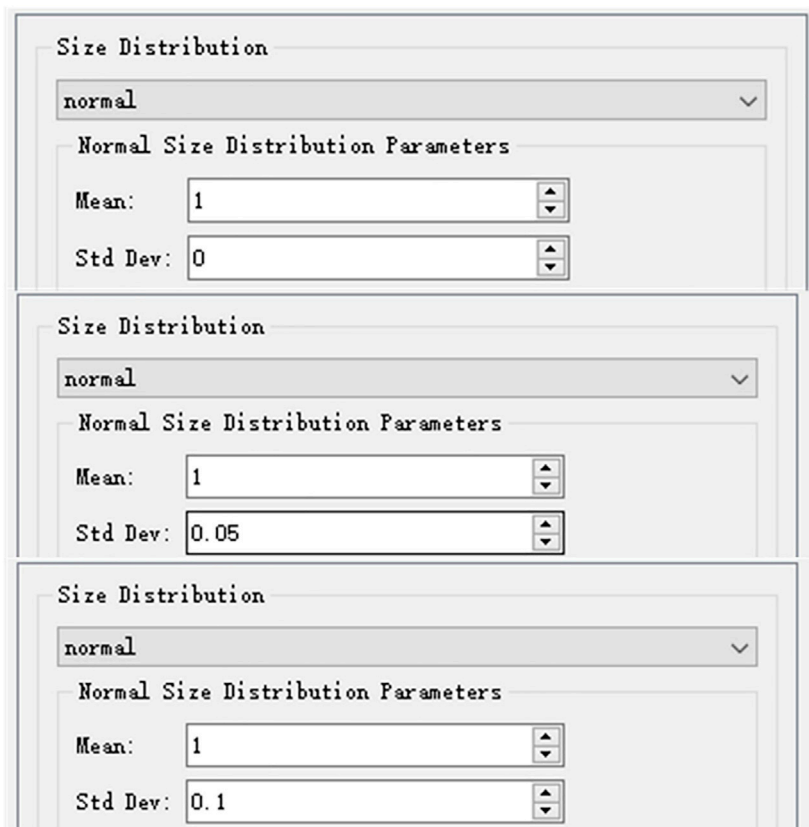 Size Distribution
normal
Normal Size Distribution Parameters
Mean: 1
Std Dev: 0
Size Distribution
normal
Normal Size Distribution Parameters
Mean: 1
Std Dev: 0.05
Size Distribution
normal
Normal Size Distribution Parameters
Mean: 1
Std Dev: 0.1